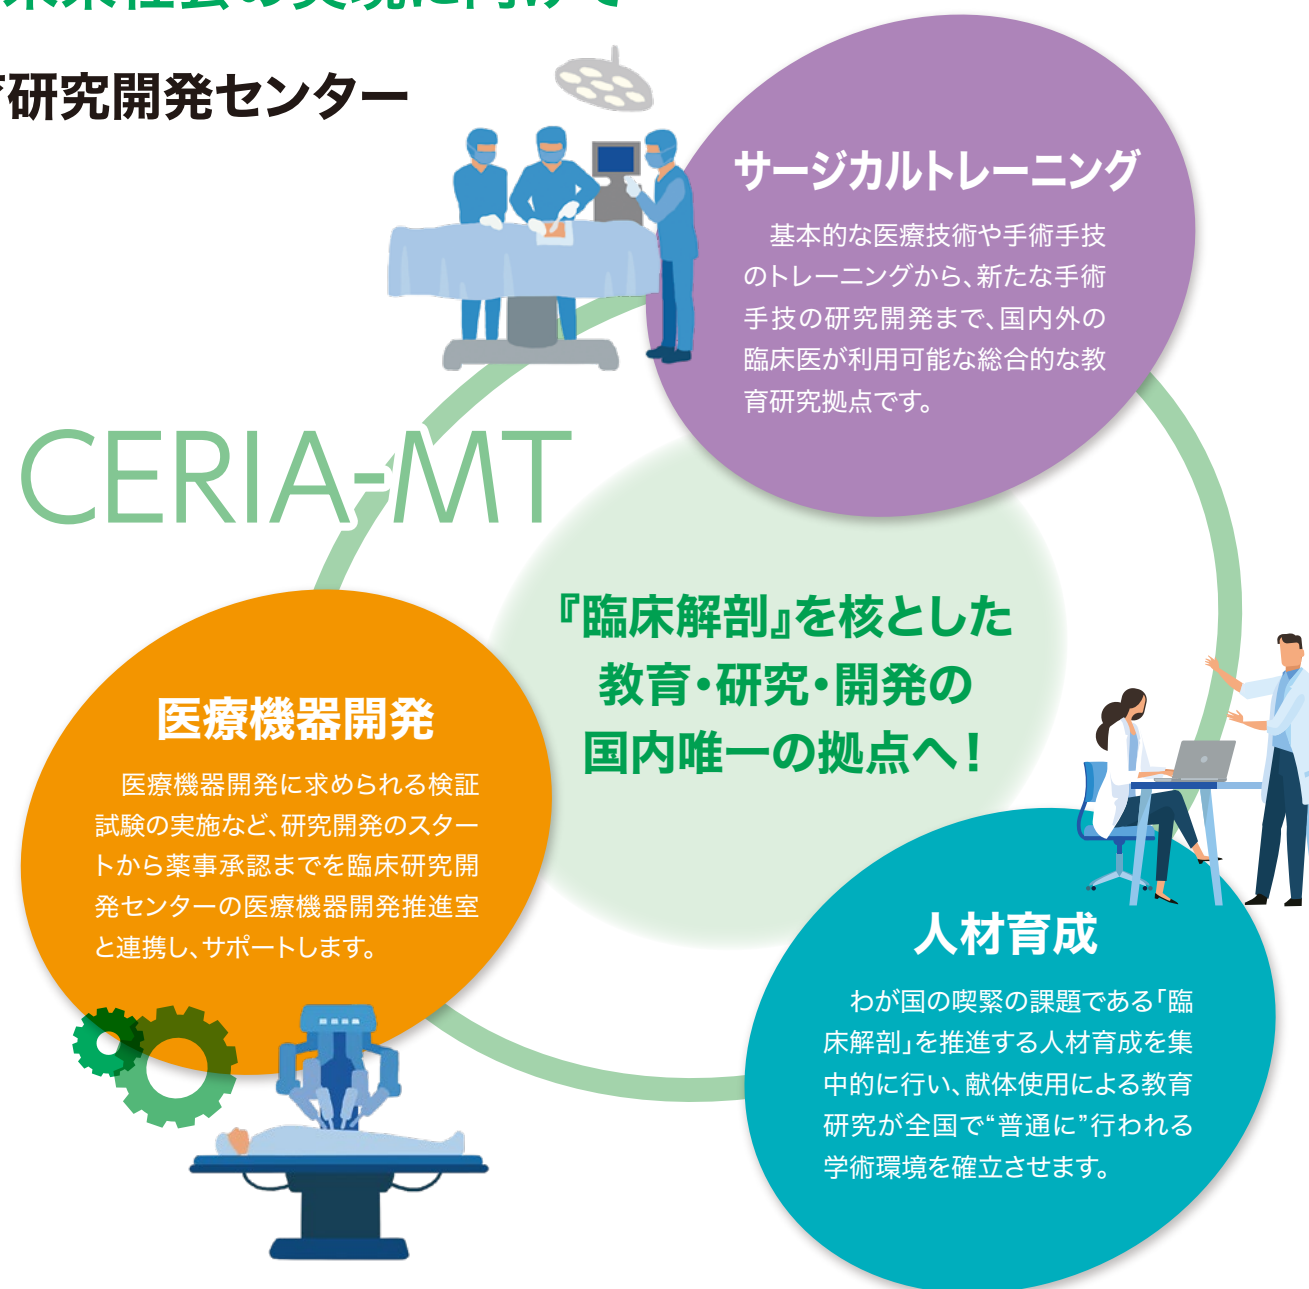 未来社会の実現に向けて
育研究開発センター
サージカルトレーニング
基本的な医療技術や手術手技
のトレーニングから、新たな手術
手技の研究開発まで、国内外の
臨床医が利用可能な総合的な教
育研究拠点です。
CERIA-MT
『臨床解剖』を核とした
教育・研究・開発の
国内唯一の拠点へ！
医療機器開発
医療機器開発に求められる検証
試験の実施など、研究開発のスター
トから薬事承認までを臨床研究開
発センターの医療機器開発推進室
と連携し、サポートします。
人材育成
わが国の喫緊の課題である「臨
床解剖」を推進する人材育成を集
中的に行い、献体使用による教育
研究が全国で“普通に”行われる
学術環境を確立させます。